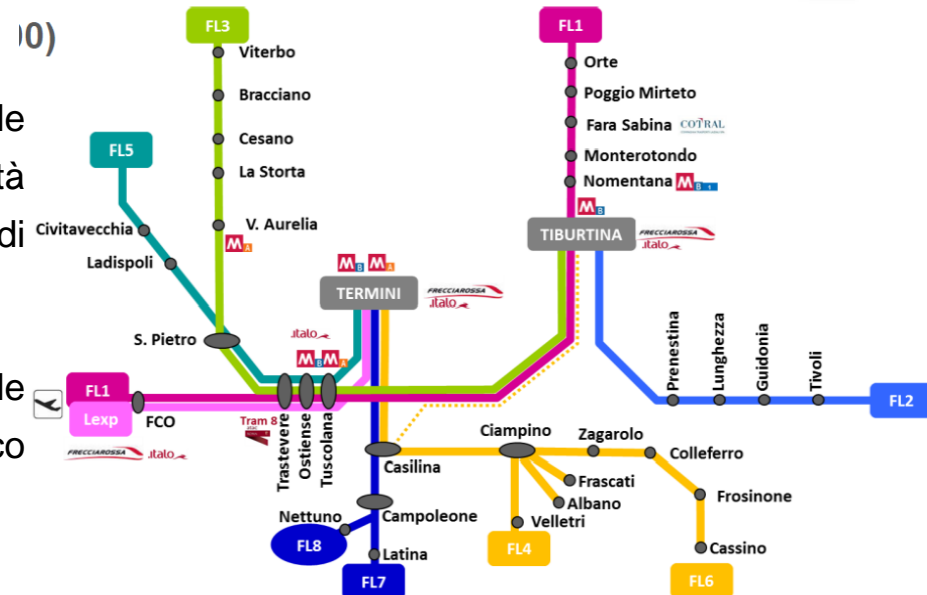 00)
FL3
FL1
Viterbo
Orte
Bracciano
Poggio Mirteto
le
Fara Sabina COTRAL
Cesano
FL5
Monterotondo
tà
La Storta
Nomentana M B 1
M B
V. Aurelia
di
Civitavecchia
TIBURTINA FRECCIAROSSA
.italo
M A
Ladispoli
M B M A
TERMINI FRECCIAROSSA
.italo
S. Pietro
.italo
M B M A
Prenestina
Lunghezza
Guidonia
Tivoli
le
FL1
FL2
Lexp
FCO
Tram 8
Trastevere
Ostiense
Tuscolana
co
FRECCIAROSSA .italo
Ciampino
Zagarolo
Colleferro
Casilina
Frascati
Frosinone
Albano
Nettuno
Campoleone
Velletri
FL8
FL4
Cassino
Latina
FL7
FL6